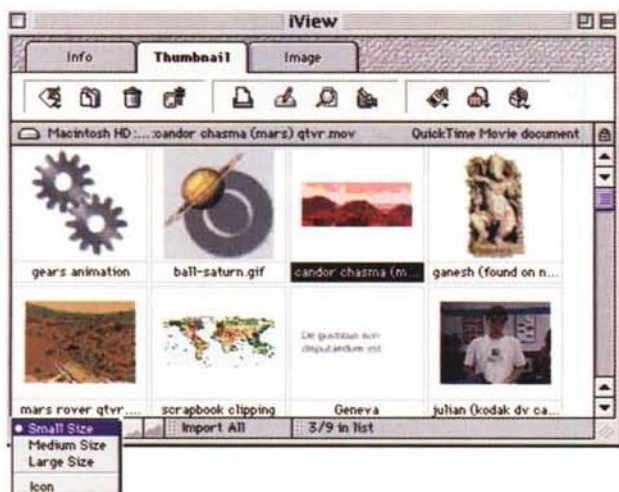 iView
Info Thumbnail Image
Macintosh HD:...:candor chasma (mars) qtvr.mov QuickTime Movie document
gears animation ball-saturn.gif candor chasma (m... ganesh (found on n...
De gustibus non
disputandum est
mars rover qtvr.... scrapbook clipping Geneva julian (kodak dv ca...
Small Size Import All 3/9 in list
Medium Size
Large Size
Icon